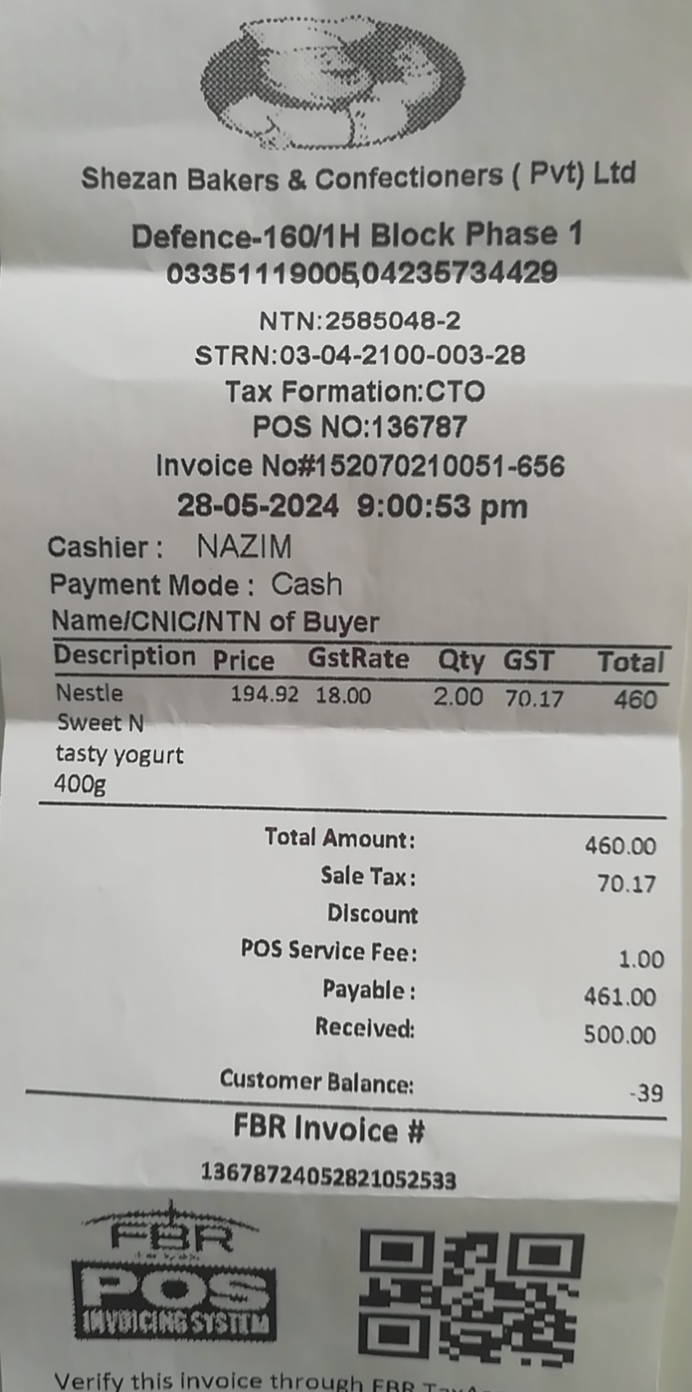 Shezan Bakers & Confectioners ( Pvt) Ltd
Defence-160/1H Block Phase 1
03351119005,04235734429
NTN:2585048-2
STRN:03-04-2100-003-28
Tax Formation:CTO
POS NO:136787
Invoice No#152070210051-656
28-05-2024 9:00:53 pm
Cashier : NAZIM
Payment Mode : Cash
Name/CNIC/NTN of Buyer
Description Price GstRate Qty GST Total
Nestle 194.92 18.00 2.00 70.17 460
Sweet N
tasty yogurt
400g
Total Amount: 460.00
Sale Tax: 70.17
Discount
POS Service Fee: 1.00
Payable : 461.00
Received: 500.00
Customer Balance: -39
FBR Invoice #
13678724052821052533
FBR
POS
INVOICING SYSTEM
Verify this invoice through FBR